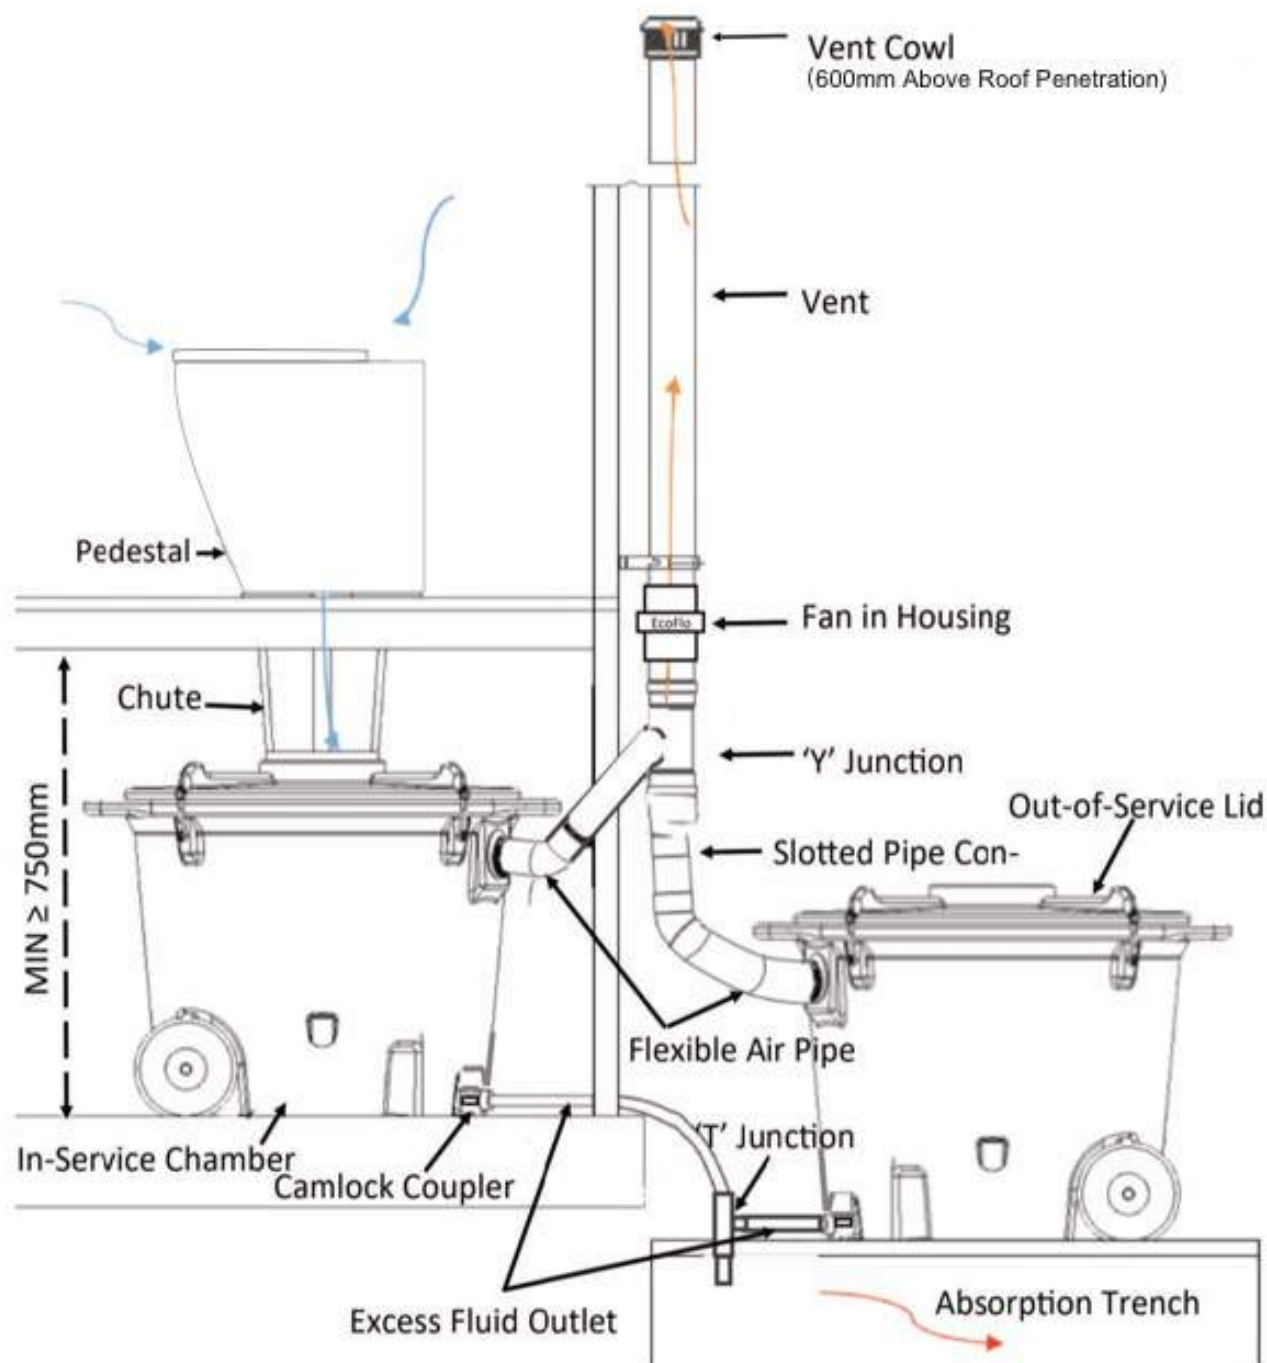 Vent Cowl
(600mm Above Roof Penetration)
Vent
Pedestal
EcoFlo
Fan in Housing
Chute
'Y' Junction
Out-of-Service Lid
Slotted Pipe Con-
MIN ≥ 750mm
Flexible Air Pipe
'T' Junction
In-Service Chamber
Camlock Coupler
Absorption Trench
Excess Fluid Outlet